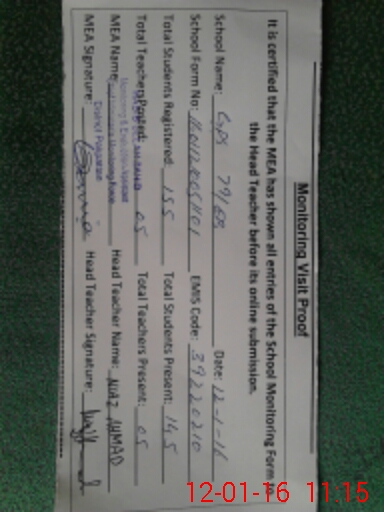 Monitoring Visit Proof
It is certified that the MEA has shown all entries of the School Monitoring Form to
the Head Teacher before its online submission.
School Name: GPS 79/EB Date: 12-1-16
School Form No: EMIS Code: 39220210
Total Students Registered: 155 Total Students Present: 145
Total Teachers Posted: 05 Total Teachers Present: 05
MEA Name: Head Teacher Name: NIAZ AHMAD
MEA Signature: Head Teacher Signature:
District Pakpattan
12-01-16 11:15